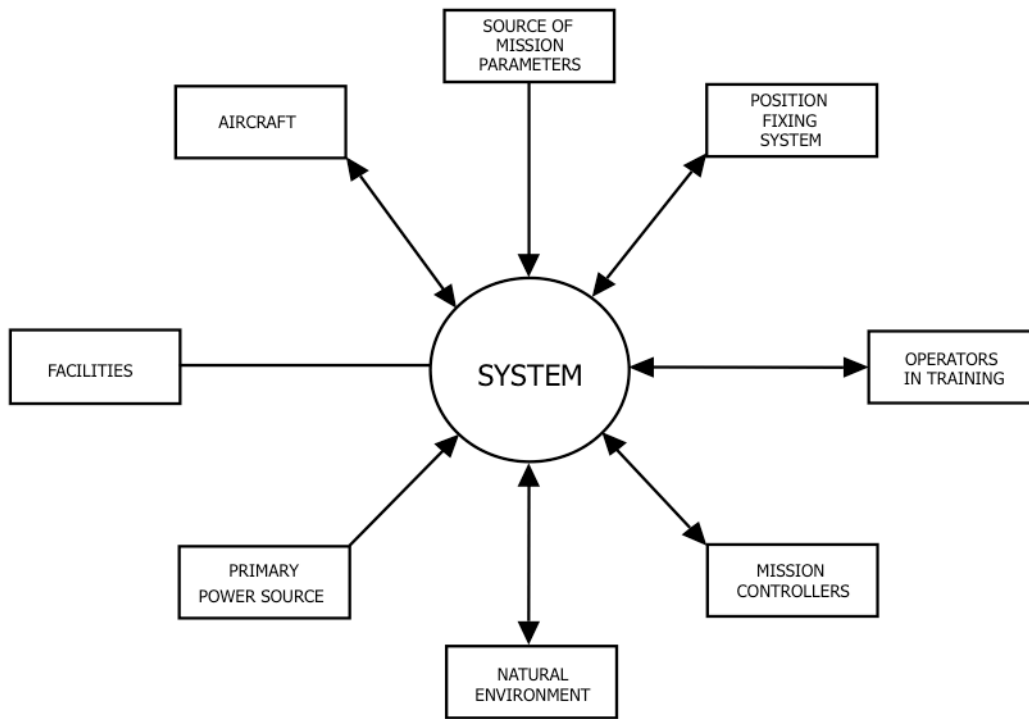 SOURCE OF
MISSION
PARAMETERS
AIRCRAFT
POSITION
FIXING
SYSTEM
FACILITIES
SYSTEM
OPERATORS
IN TRAINING
PRIMARY
POWER SOURCE
MISSION
CONTROLLERS
NATURAL
ENVIRONMENT